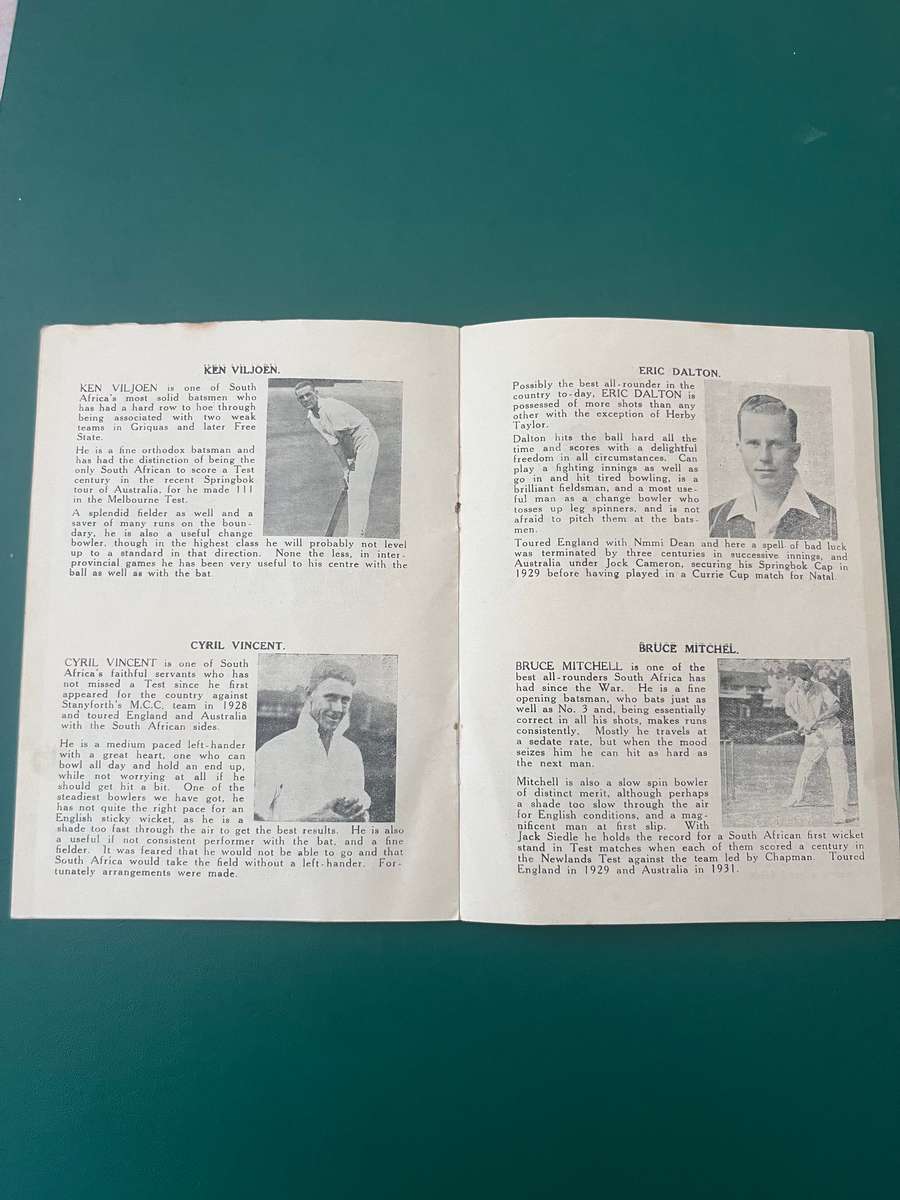 KEN VILJOEN.
KEN VILJOEN is one of South
Africa's most solid batsmen who
has had a hard row to hoe through
being associated with two weak
teams in Griquas and later Free
State.
He is a fine orthodox batsman and
has had the distinction of being the
only South African to score a Test
century in the recent Springbok
tour of Australia, for he made 111
in the Melbourne Test.
A splendid fielder as well and a
saver of many runs on the boun-
dary, he is also a useful change
bowler, though in the highest class he will probably not level
up to a standard in that direction. None the less, in inter-
provincial games he has been very useful to his centre with the
ball as well as with the bat.
CYRIL VINCENT.
CYRIL VINCENT is one of South
Africa's faithful servants who has
not missed a Test since he first
appeared for the country against
Stanyforth's M.C.C. team in 1928
and toured England and Australia
with the South African sides.
He is a medium paced left-hander
with a great heart, one who can
bowl all day and hold an end up,
while not worrying at all if he
should get hit a bit. One of the
steadiest bowlers we have got, he
has not quite the right pace for an
English sticky wicket, as he is a
shade too fast through the air to get the best results. He is also
a useful if not consistent performer with the bat, and a fine
fielder. It was feared that he would not be able to go and that
South Africa would take the field without a left-hander. For-
tunately arrangements were made.
ERIC DALTON.
Possibly the best all-rounder in the
country to-day, ERIC DALTON is
possessed of more shots than any
other with the exception of Herby
Taylor.
Dalton hits the ball hard all the
time and scores with a delightful
freedom in all circumstances. Can
play a fighting innings as well as
go in and hit tired bowling, is a
brilliant fieldsman, and a most use-
ful man as a change bowler who
tosses up leg spinners, and is not
afraid to pitch them at the bats-
men.
Toured England with Nmmi Dean and here a spell of bad luck
was terminated by three centuries in successive innings, and
Australia under Jock Cameron, securing his Springbok Cap in
1929 before having played in a Currie Cup match for Natal.
BRUCE MITCHEL.
BRUCE MITCHELL is one of the
best all-rounders South Africa has
had since the War. He is a fine
opening batsman, who bats just as
well as No. 3 and, being essentially
correct in all his shots, makes runs
consistently. Mostly he travels at
a sedate rate, but when the mood
seizes him he can hit as hard as
the next man.
Mitchell is also a slow spin bowler
of distinct merit, although perhaps
a shade too slow through the air
for English conditions, and a mag-
nificent man at first slip. With
Jack Siedle he holds the record for a South African first wicket
stand in Test matches when each of them scored a century in
the Newlands Test against the team led by Chapman. Toured
England in 1929 and Australia in 1931.